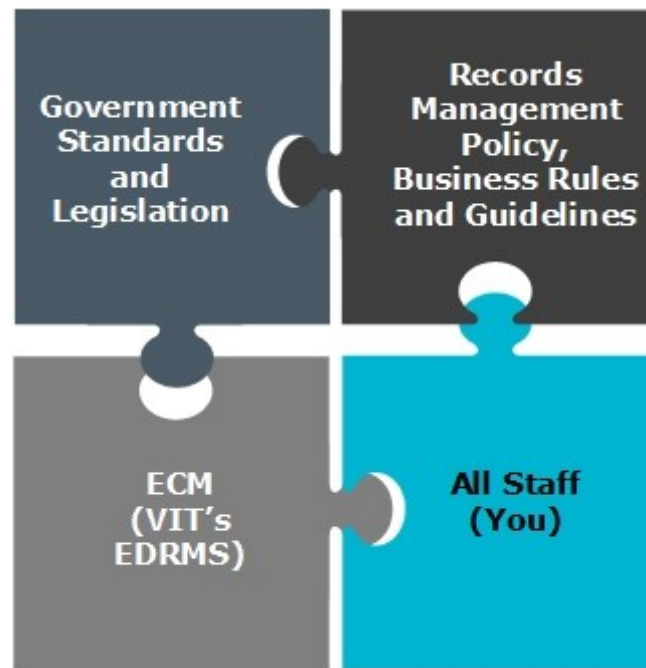 Government
Standards
and
Legislation
Records
Management
Policy,
Business Rules
and Guidelines
ECM
(VIT's
EDRMS)
All Staff
(You)